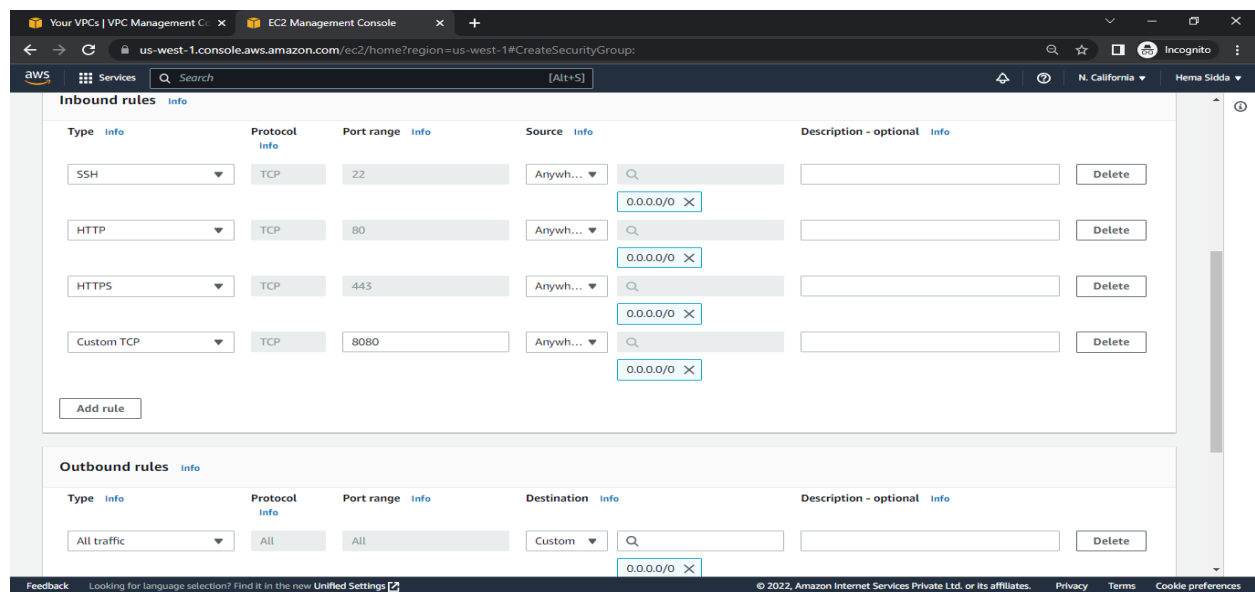 Your VPCs | VPC Management Co
EC2 Management Console
us-west-1.console.aws.amazon.com/ec2/home?region=us-west-1#CreateSecurityGroup:
Incognito
aws Services Search [Alt+S] N. California Hema Sidda
Inbound rules Info
Type Info Protocol Info Port range Info Source Info Description - optional Info
SSH TCP 22 Anywh... Delete
0.0.0.0/0
HTTP TCP 80 Anywh... Delete
0.0.0.0/0
HTTPS TCP 443 Anywh... Delete
0.0.0.0/0
Custom TCP TCP 8080 Anywh... Delete
0.0.0.0/0
Add rule
Outbound rules Info
Type Info Protocol Info Port range Info Destination Info Description - optional Info
All traffic All All Custom Delete
0.0.0.0/0
Feedback Looking for language selection? Find it in the new Unified Settings © 2022, Amazon Internet Services Private Ltd. or its affiliates. Privacy Terms Cookie preferences